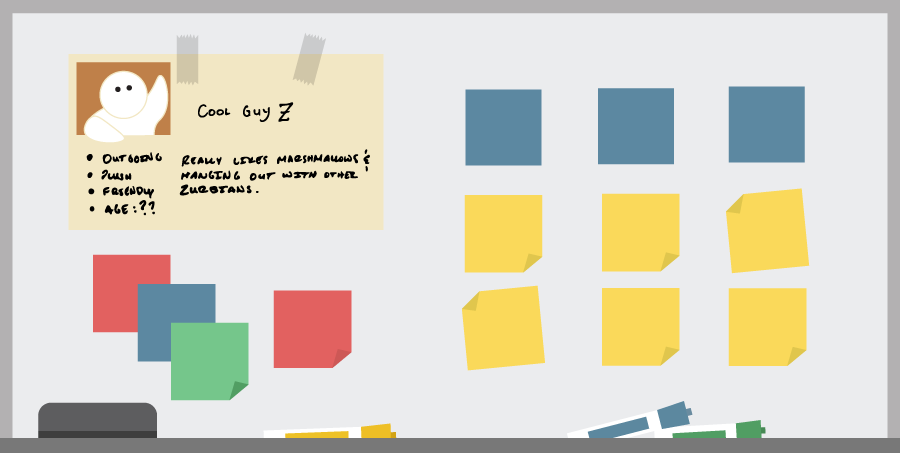 Cool Guy Z
• OUTGOING
• PLUSH
• FRIENDLY
• AGE: ??
REALLY LIKES MARSHMALLOWS &
HANGING OUT WITH OTHER
ZURBIANS.